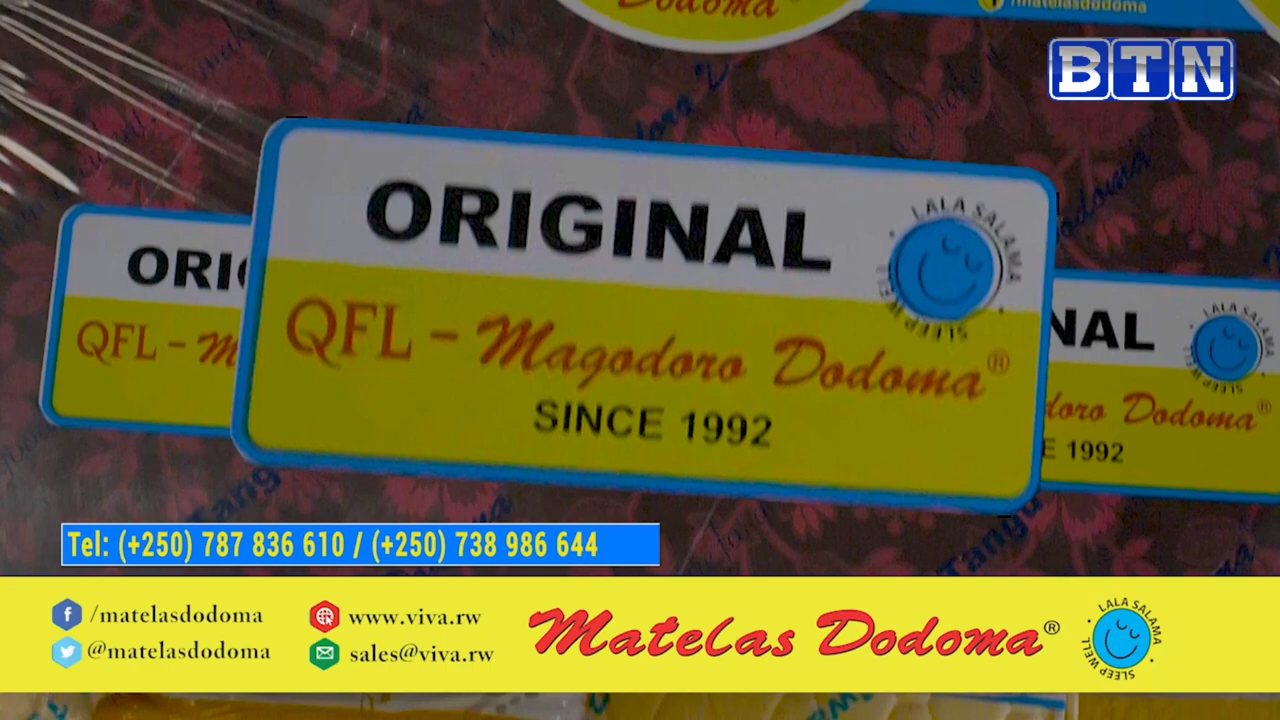 Dodoma
/matelasdodoma
BTN
ORIGINAL
LALA SALAMA
SLEEP WELL
QFL - Magodoro Dodoma®
SINCE 1992
QFL -
NAL
LALA SALAMA
SLEEP WELL
Dodoma®
1992
Tel: (+250) 787 836 610 / (+250) 738 986 644
/matelasdodoma
www.viva.rw
Matelas Dodoma®
LALA SALAMA
SLEEP WELL
@matelasdodoma
sales@viva.rw